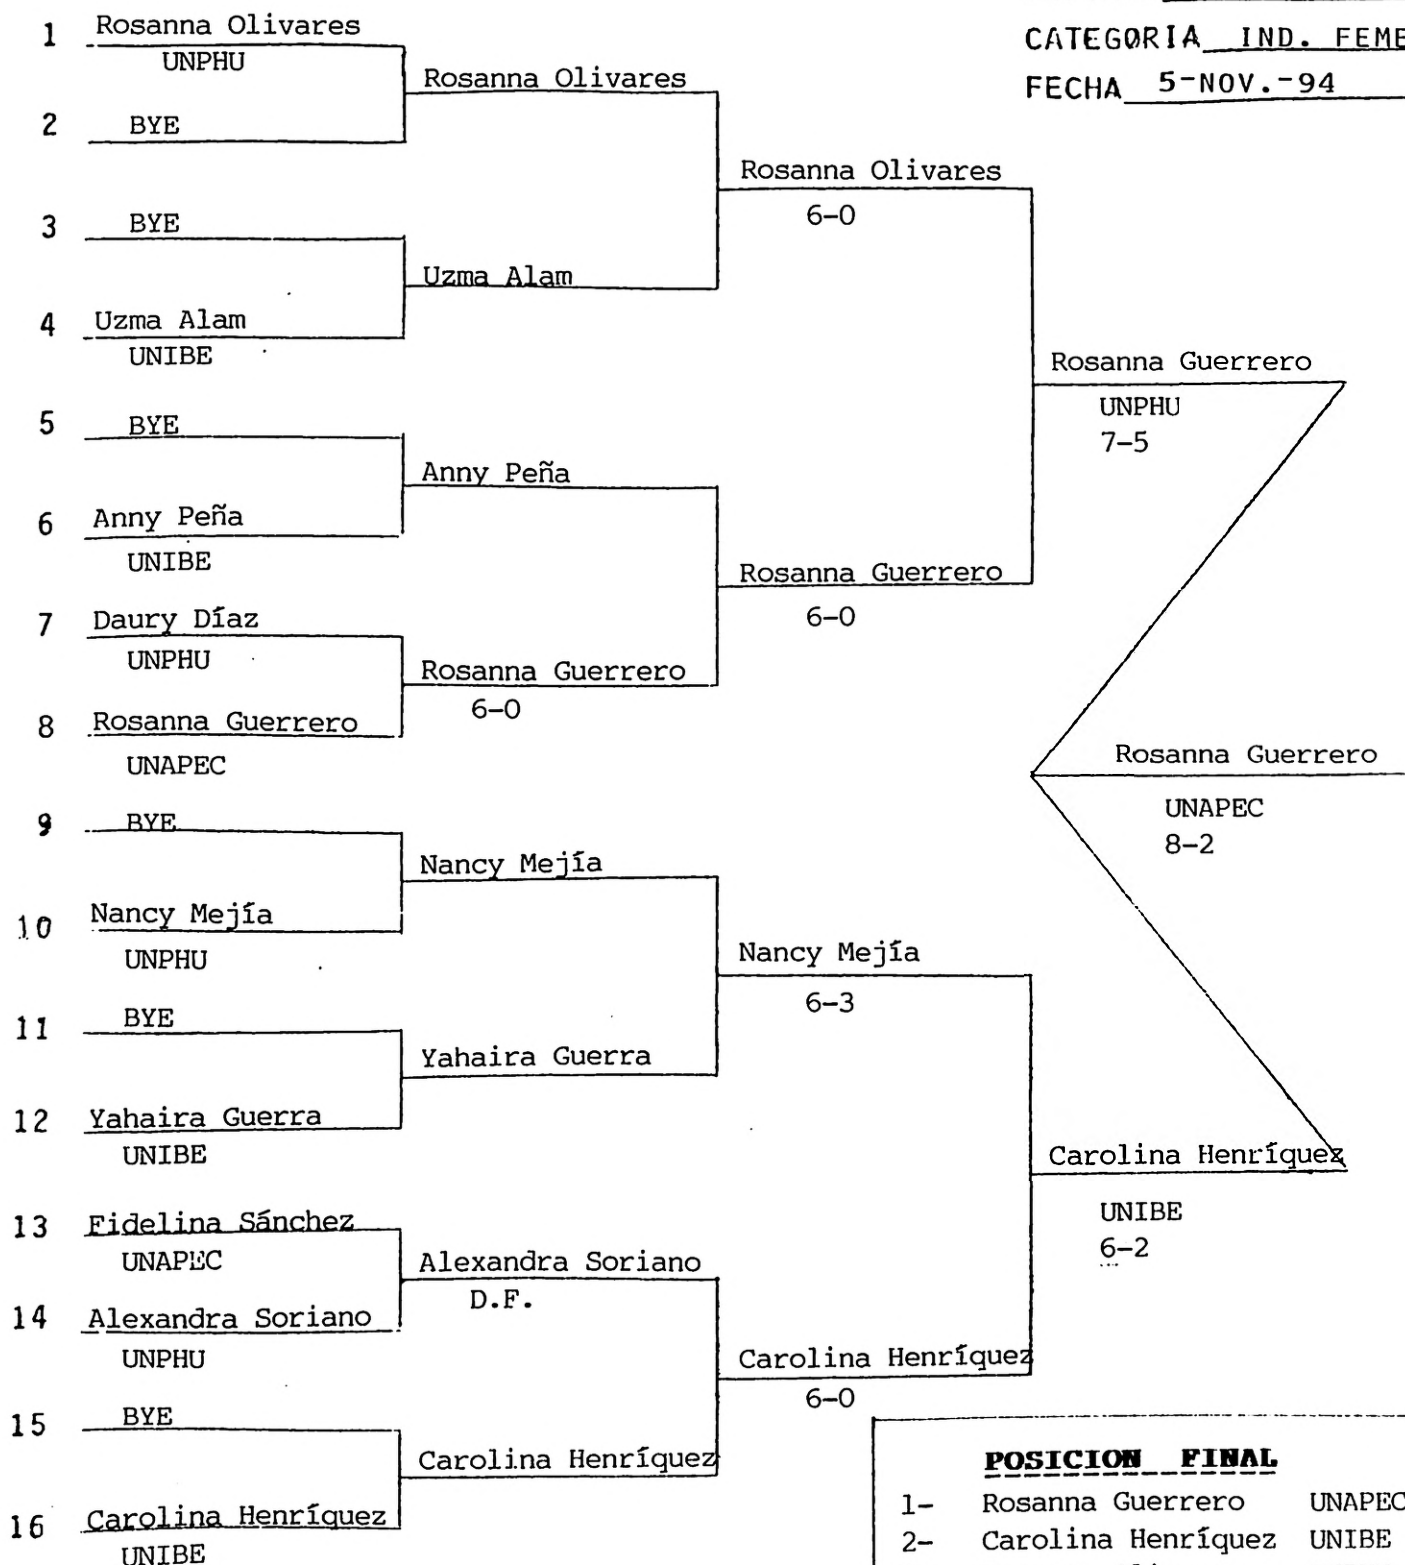 CATEGORIA IND. FEME
FECHA 5-NOV.-94
1 Rosanna Olivares
UNPHU
2 BYE
Rosanna Olivares
3 BYE
4 Uzma Alam
UNIBE
Uzma Alam
Rosanna Olivares
6-0
5 BYE
6 Anny Peña
UNIBE
Anny Peña
7 Daury Díaz
UNPHU
8 Rosanna Guerrero
UNAPEC
Rosanna Guerrero
6-0
Rosanna Guerrero
6-0
Rosanna Guerrero
UNPHU
7-5
9 BYE
10 Nancy Mejía
UNPHU
Nancy Mejía
11 BYE
12 Yahaira Guerra
UNIBE
Yahaira Guerra
Nancy Mejía
6-3
13 Fidelina Sánchez
UNAPEC
14 Alexandra Soriano
UNPHU
Alexandra Soriano
D.F.
15 BYE
16 Carolina Henríquez
UNIBE
Carolina Henríquez
Carolina Henríquez
6-0
Carolina Henríquez
UNIBE
6-2
Rosanna Guerrero
UNAPEC
8-2
POSICION FINAL
1- Rosanna Guerrero UNAPEC
2- Carolina Henríquez UNIBE